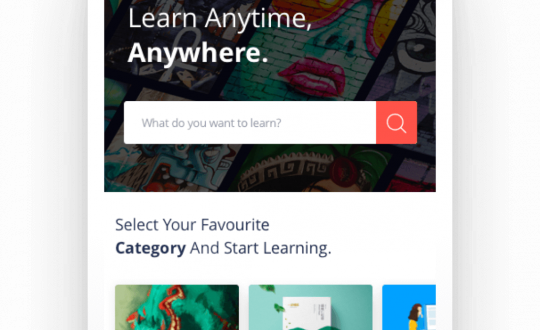 Learn Anytime,
Anywhere.
What do you want to learn?
Select Your Favourite
Category And Start Learning.